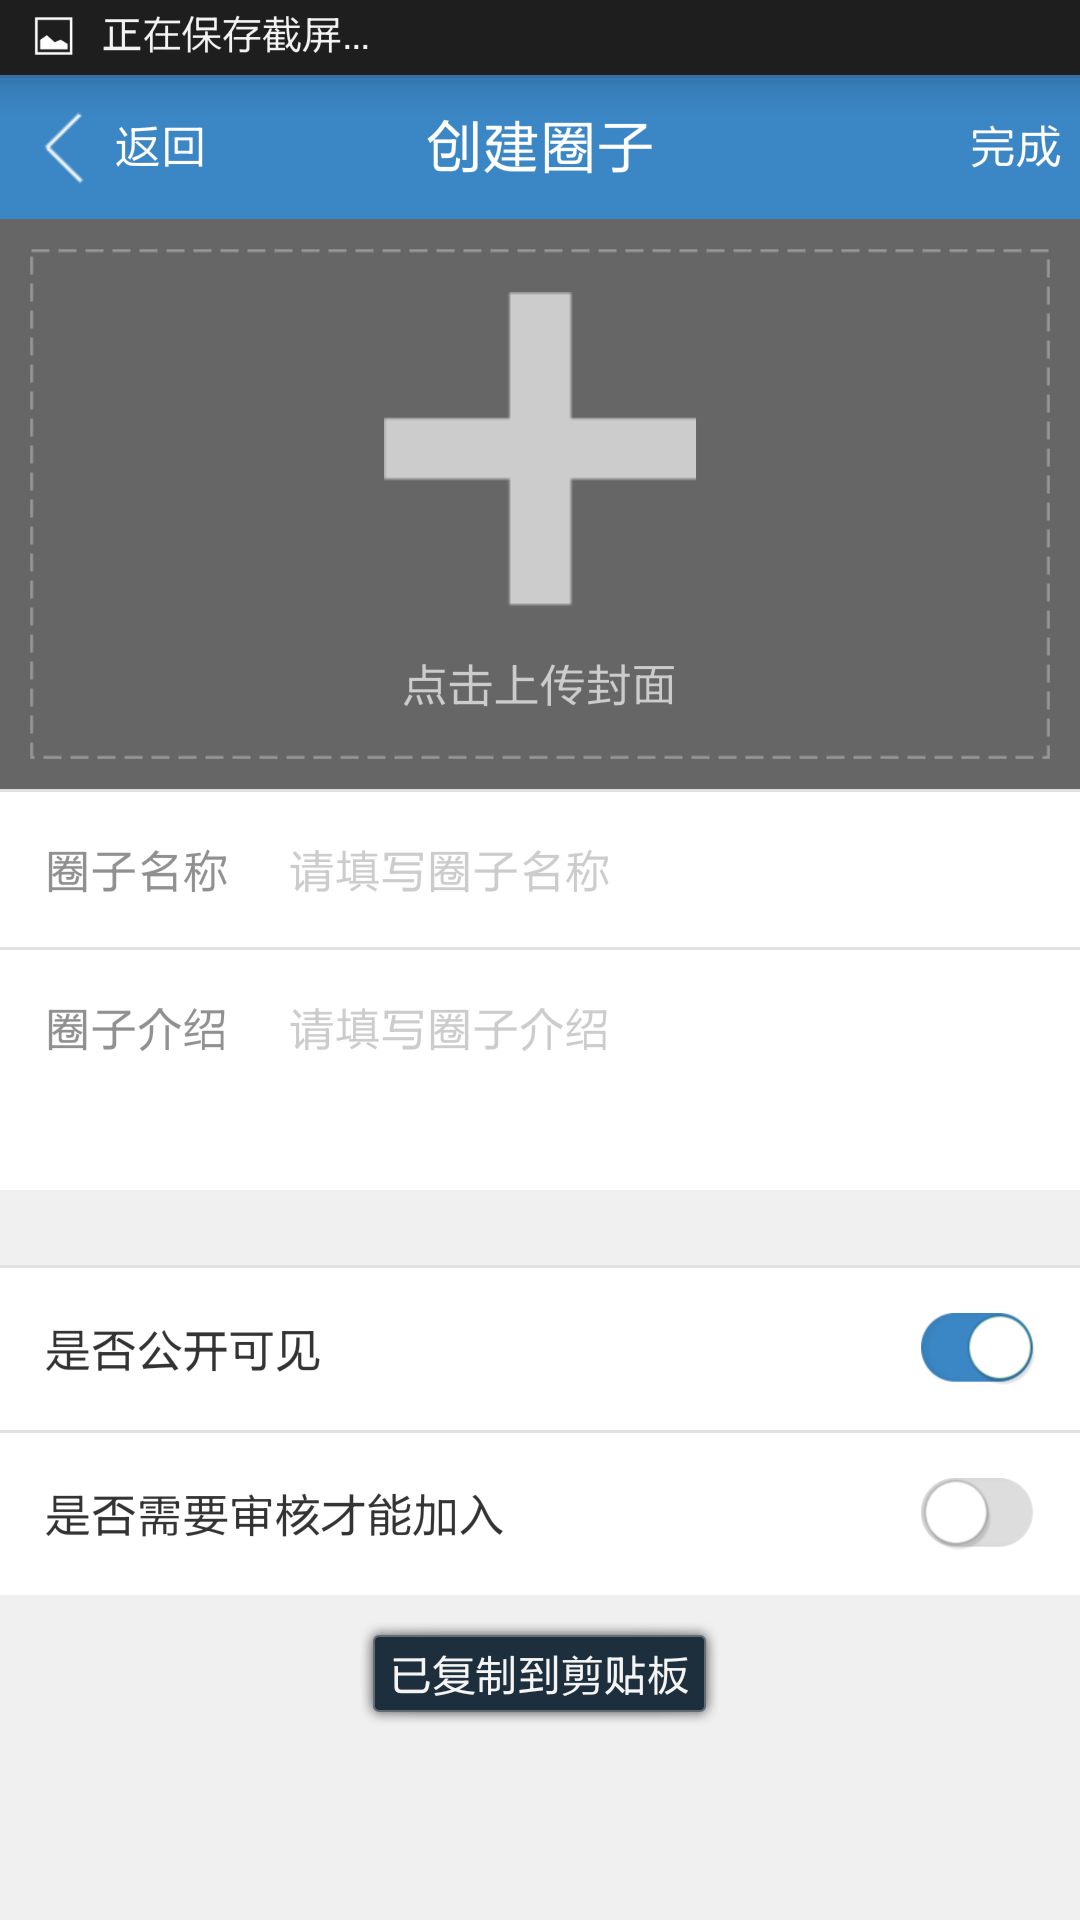 正在保存截屏...
返回 创建圈子 完成
点击上传封面
圈子名称 请填写圈子名称
圈子介绍 请填写圈子介绍
是否公开可见
是否需要审核才能加入
已复制到剪贴板